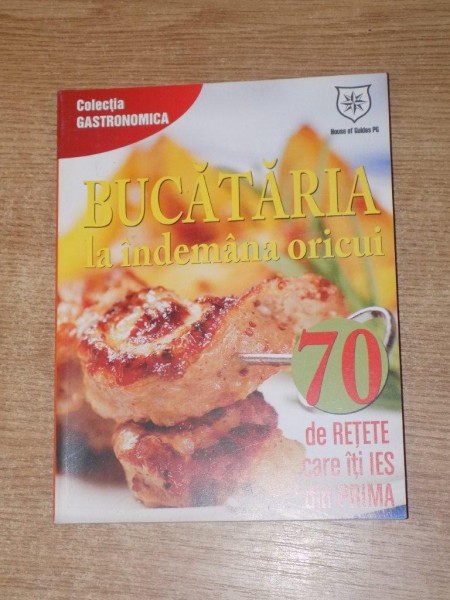 Colecția
GASTRONOMICA
House of Guides PG
BUCĂTĂRIA
la îndemâna oricui
70
de REȚETE
care îți IES
din PRIMA